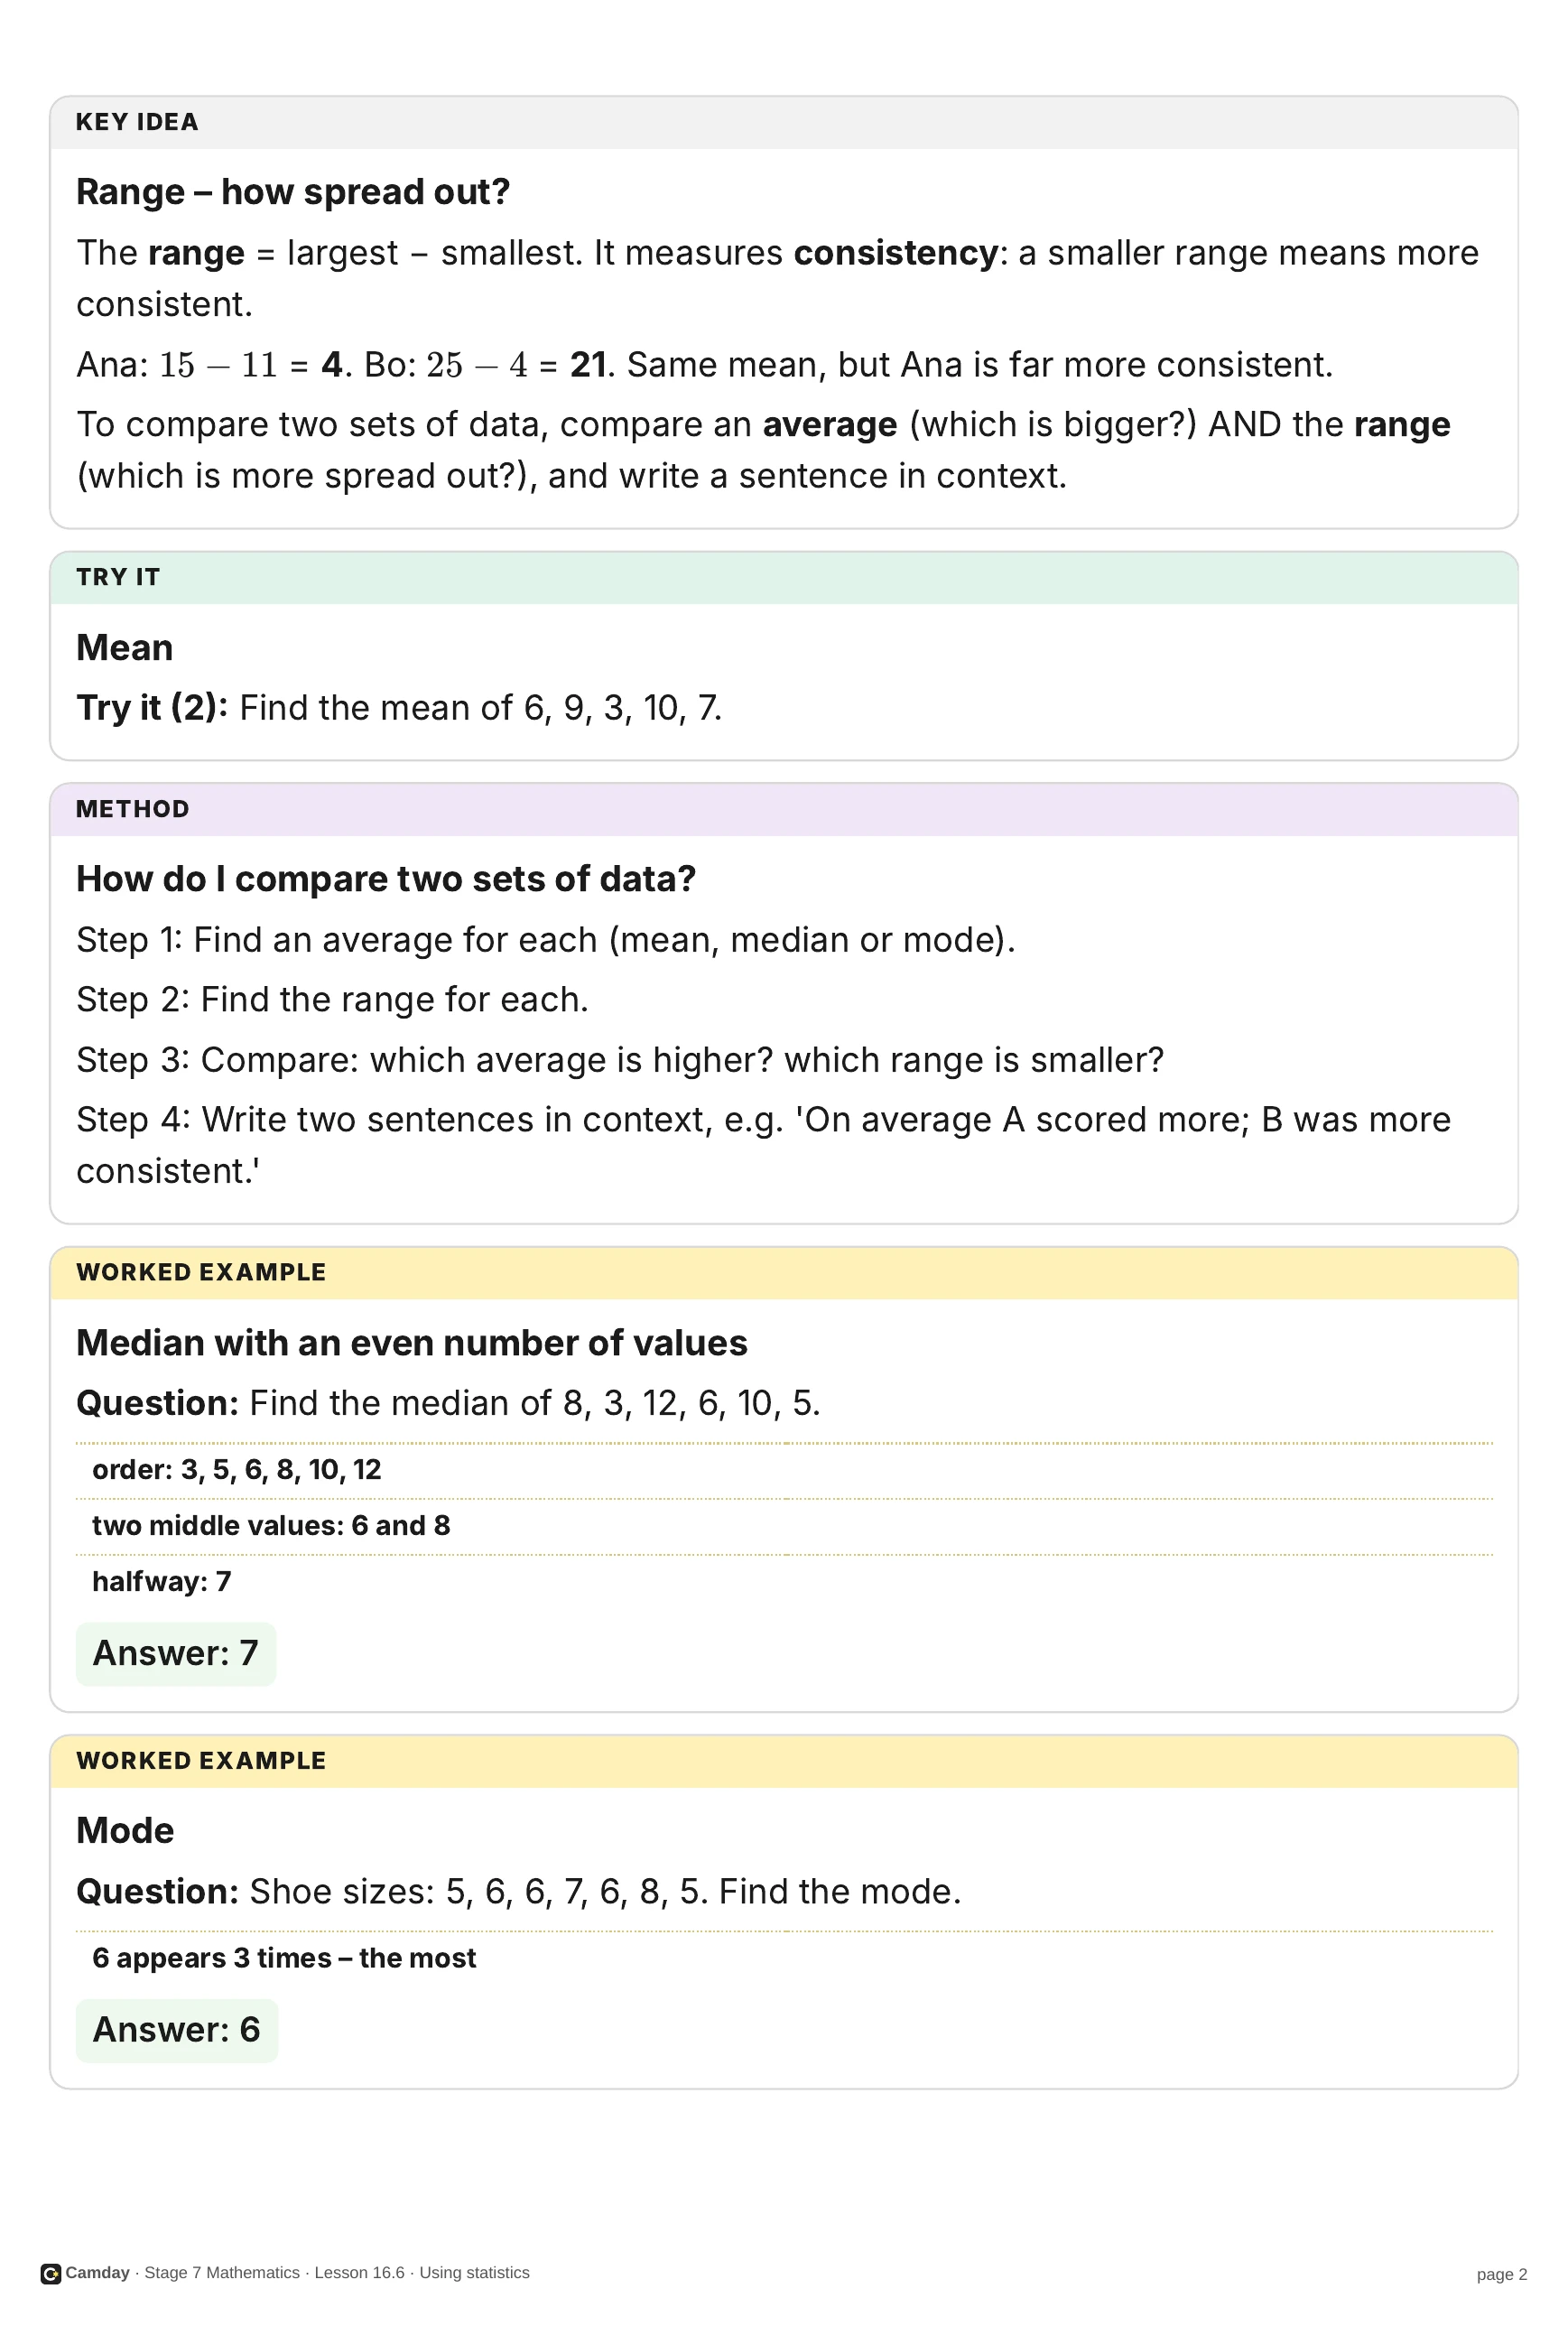 KEY IDEA
Range – how spread out?
The range = largest − smallest. It measures consistency: a smaller range means more
consistent.
Ana: 15 − 11 = 4. Bo: 25 − 4 = 21. Same mean, but Ana is far more consistent.
To compare two sets of data, compare an average (which is bigger?) AND the range
(which is more spread out?), and write a sentence in context.
TRY IT
Mean
Try it (2): Find the mean of 6, 9, 3, 10, 7.
METHOD
How do I compare two sets of data?
Step 1: Find an average for each (mean, median or mode).
Step 2: Find the range for each.
Step 3: Compare: which average is higher? which range is smaller?
Step 4: Write two sentences in context, e.g. 'On average A scored more; B was more
consistent.'
WORKED EXAMPLE
Median with an even number of values
Question: Find the median of 8, 3, 12, 6, 10, 5.
order: 3, 5, 6, 8, 10, 12
two middle values: 6 and 8
halfway: 7
Answer: 7
WORKED EXAMPLE
Mode
Question: Shoe sizes: 5, 6, 6, 7, 6, 8, 5. Find the mode.
6 appears 3 times – the most
Answer: 6
Camday · Stage 7 Mathematics · Lesson 16.6 · Using statistics
page 2